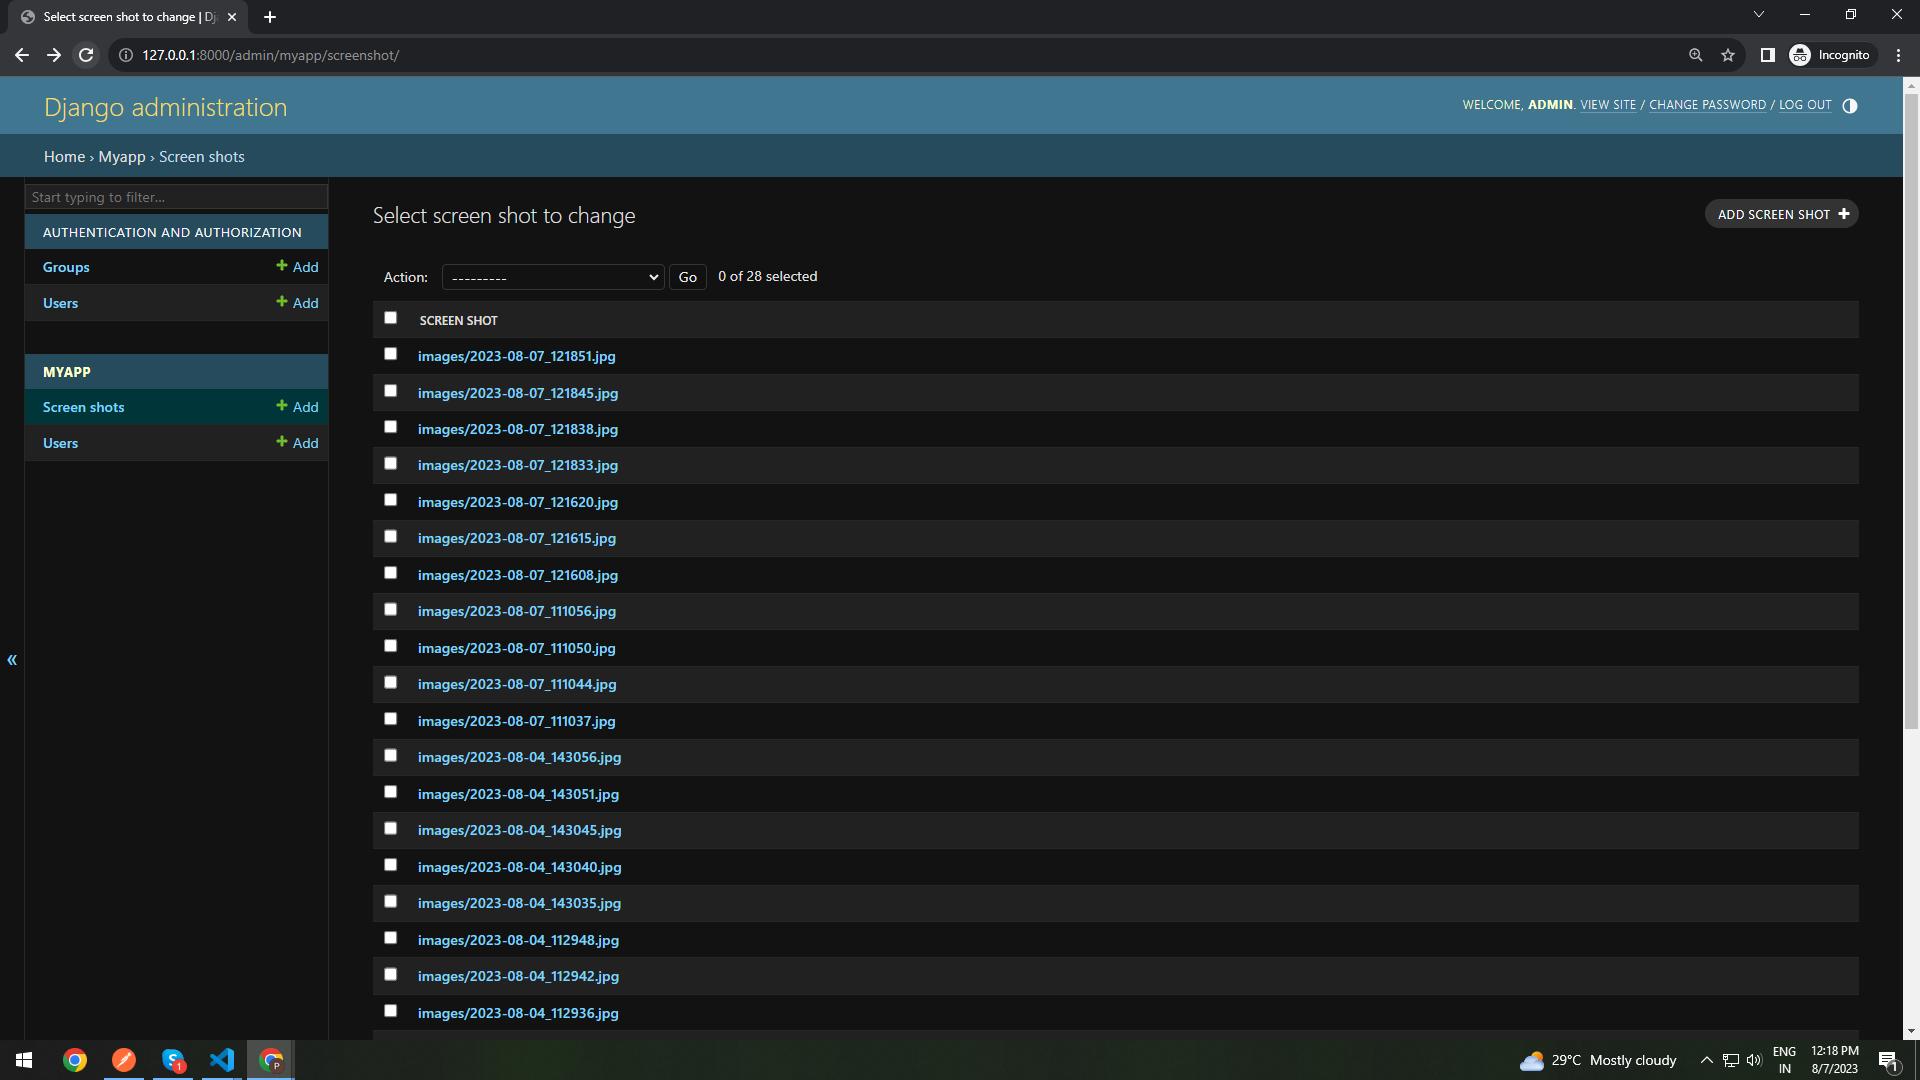 Select screen shot to change | Dj
127.0.0.1:8000/admin/myapp/screenshot/
Incognito
Django administration
WELCOME, ADMIN. VIEW SITE / CHANGE PASSWORD / LOG OUT
Home › Myapp › Screen shots
Start typing to filter...
AUTHENTICATION AND AUTHORIZATION
Groups + Add
Users + Add
MYAPP
Screen shots + Add
Users + Add
«
Select screen shot to change
ADD SCREEN SHOT +
Action: --------- Go 0 of 28 selected
SCREEN SHOT
images/2023-08-07_121851.jpg
images/2023-08-07_121845.jpg
images/2023-08-07_121838.jpg
images/2023-08-07_121833.jpg
images/2023-08-07_121620.jpg
images/2023-08-07_121615.jpg
images/2023-08-07_121608.jpg
images/2023-08-07_111056.jpg
images/2023-08-07_111050.jpg
images/2023-08-07_111044.jpg
images/2023-08-07_111037.jpg
images/2023-08-04_143056.jpg
images/2023-08-04_143051.jpg
images/2023-08-04_143045.jpg
images/2023-08-04_143040.jpg
images/2023-08-04_143035.jpg
images/2023-08-04_112948.jpg
images/2023-08-04_112942.jpg
images/2023-08-04_112936.jpg
S 1
P
29°C Mostly cloudy
ENG
IN
12:18 PM
8/7/2023
1